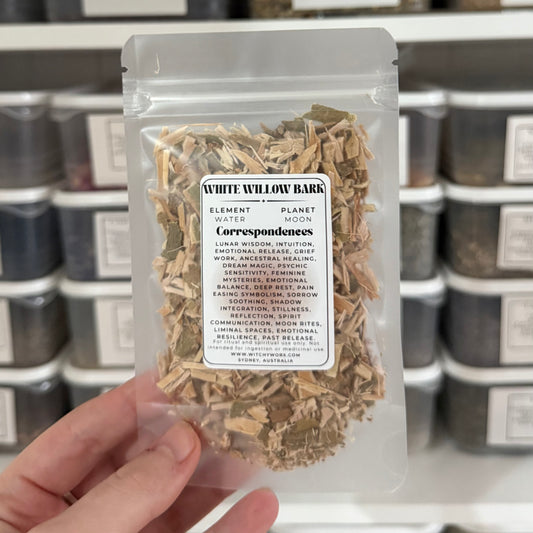 WHITE WILLOW BARK
ELEMENT PLANET
WATER MOON
Correspondences
LUNAR WISDOM, INTUITION,
EMOTIONAL RELEASE, GRIEF
WORK, ANCESTRAL HEALING,
DREAM MAGIC, PSYCHIC
SENSITIVITY, FEMININE
MYSTERIES, EMOTIONAL
BALANCE, DEEP REST, PAIN
EASING SYMBOLISM, SORROW
SOOTHING, SHADOW
INTEGRATION, STILLNESS,
REFLECTION, SPIRIT
COMMUNICATION, MOON RITES,
LIMINAL SPACES, EMOTIONAL
RESILIENCE, PAST RELEASE.
For ritual and spiritual use only. Not
intended for ingestion or medicinal use.
WWW.WITCHYWORX.COM
SYDNEY, AUSTRALIA